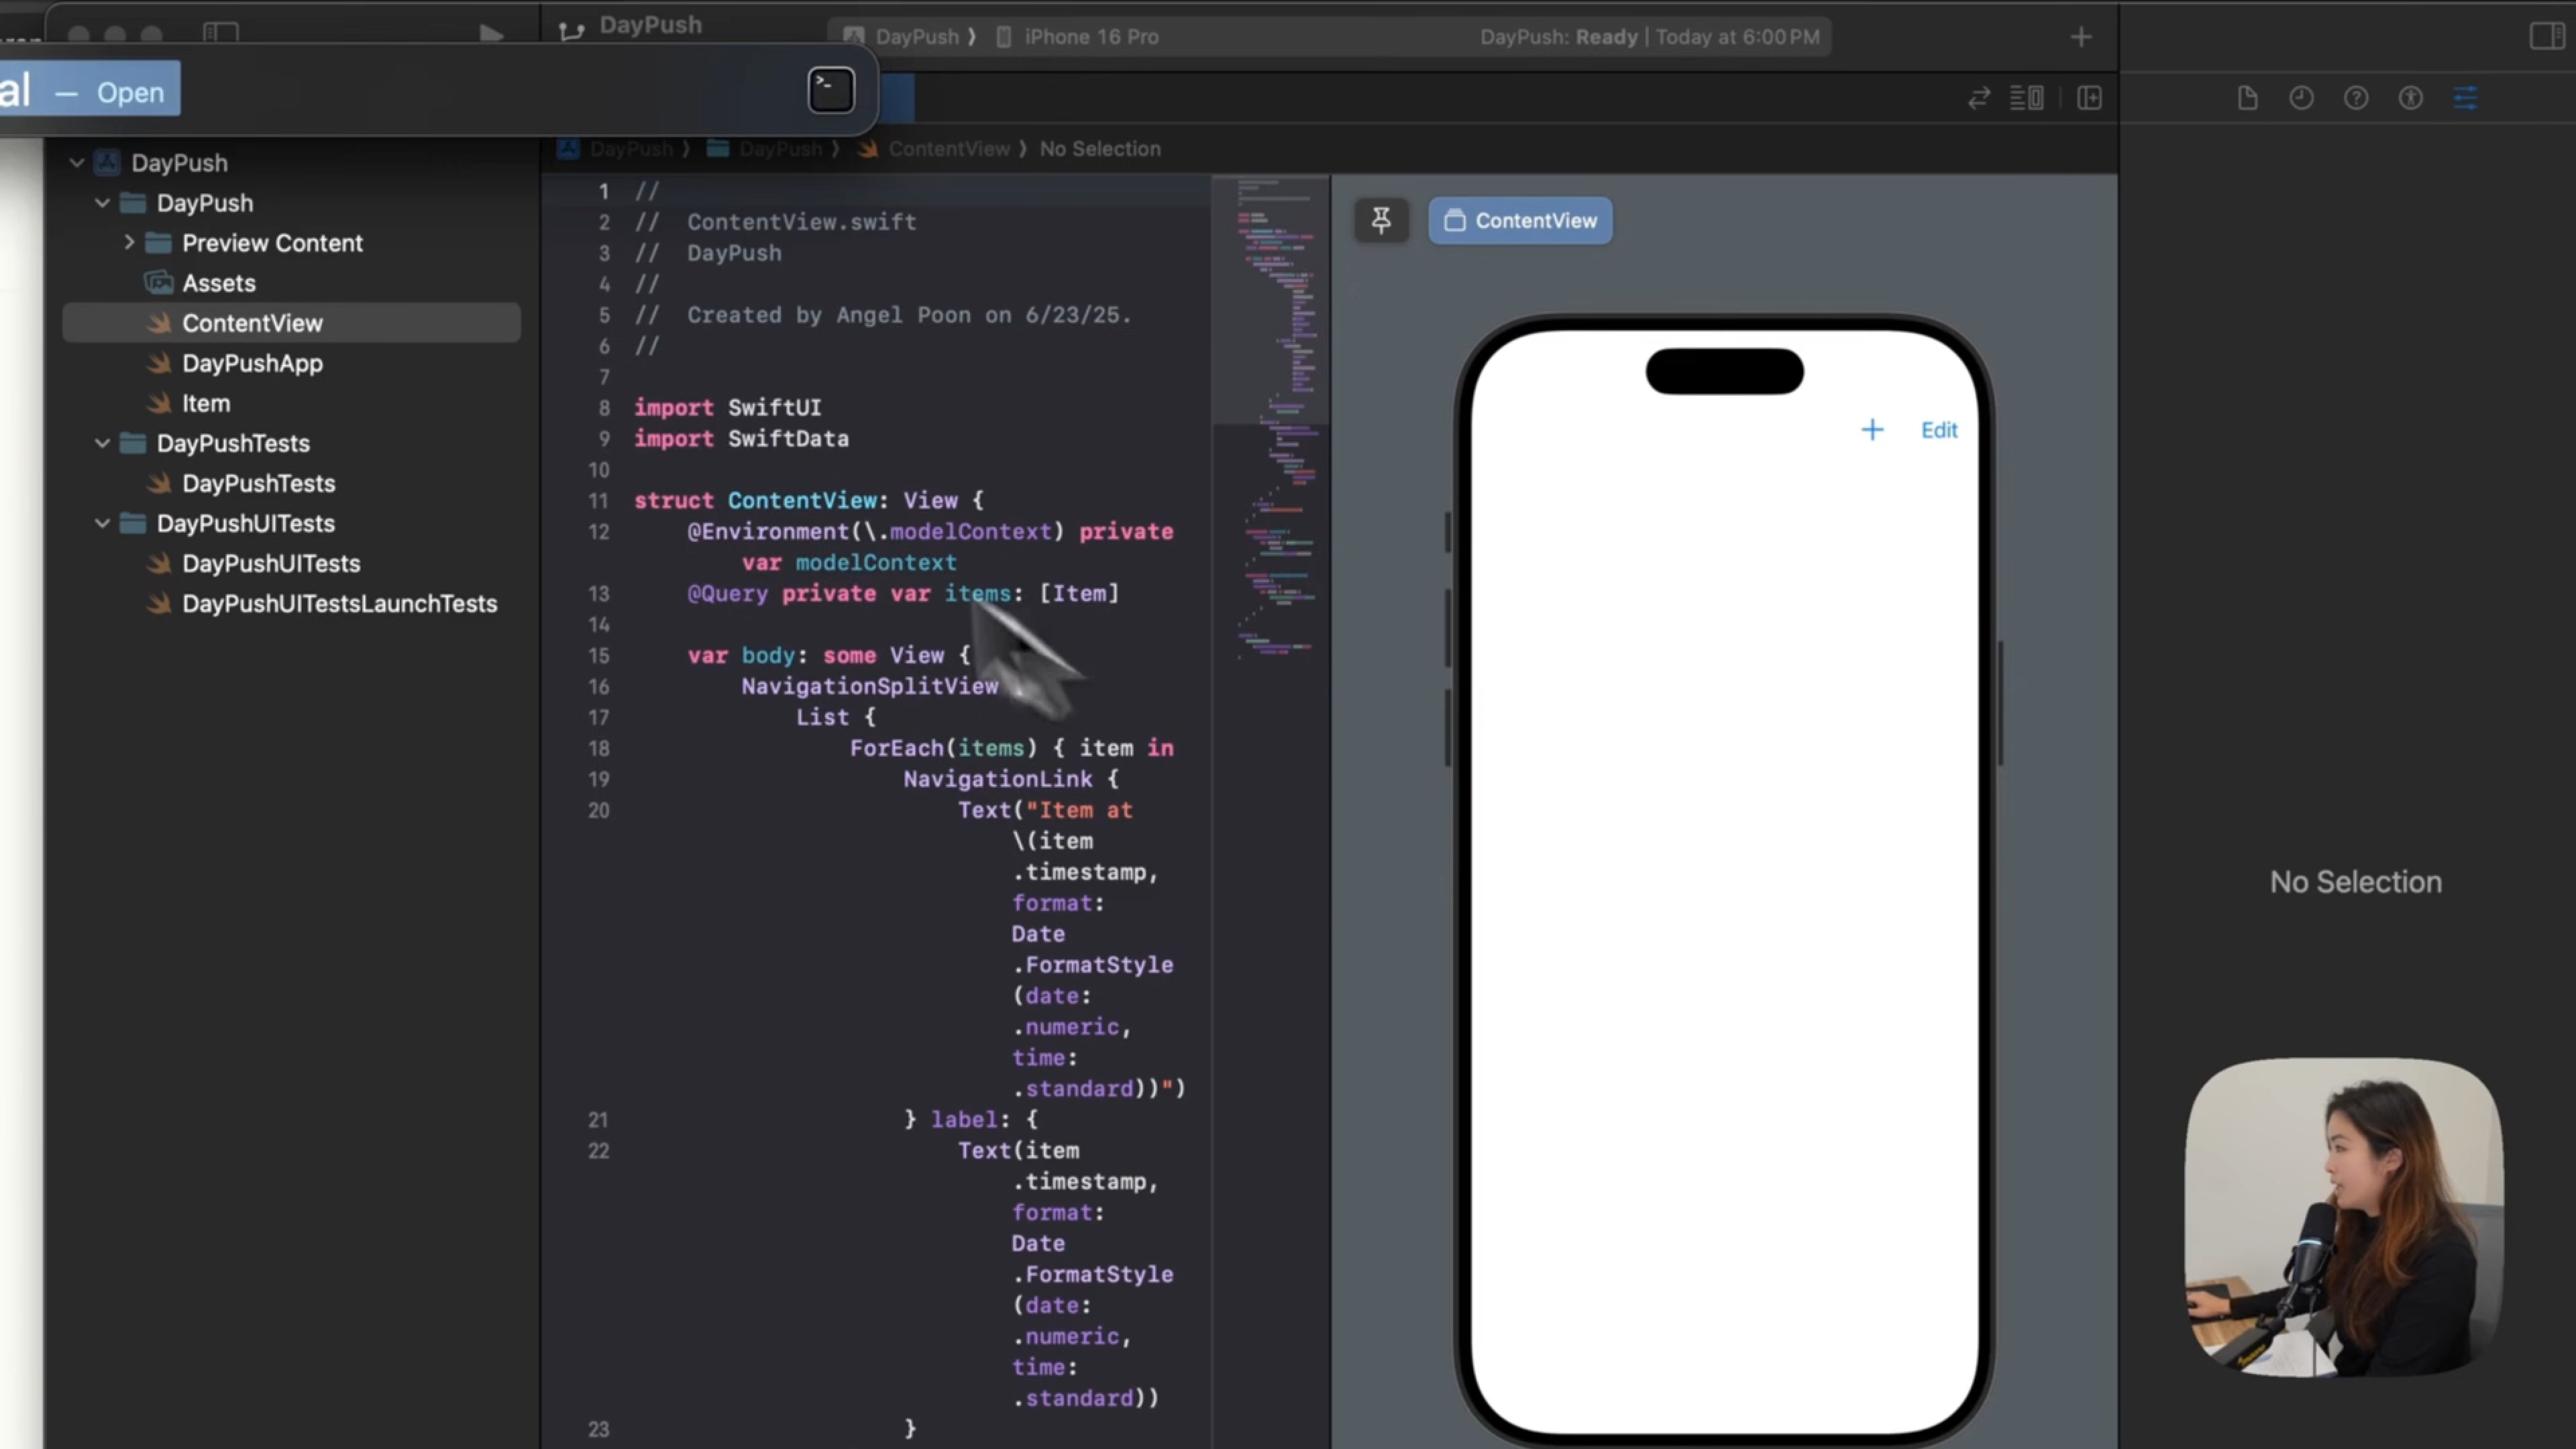 DayPush
DayPush ⟩ iPhone 16 Pro
DayPush: Ready | Today at 6:00 PM
al — Open
DayPush ⟩ DayPush ⟩ ContentView ⟩ No Selection
DayPush
DayPush
Preview Content
Assets
ContentView
DayPushApp
Item
DayPushTests
DayPushTests
DayPushUITests
DayPushUITests
DayPushUITestsLaunchTests
1 //
2 //  ContentView.swift
3 //  DayPush
4 //
5 //  Created by Angel Poon on 6/23/25.
6 //
7
8 import SwiftUI
9 import SwiftData
10
11 struct ContentView: View {
12 @Environment(\.modelContext) private
var modelContext
13 @Query private var items: [Item]
14
15 var body: some View {
16 NavigationSplitView
17 List {
18 ForEach(items) { item in
19 NavigationLink {
20 Text("Item at
\(item
.timestamp,
format:
Date
.FormatStyle
(date:
.numeric,
time:
.standard))")
21 } label: {
22 Text(item
.timestamp,
format:
Date
.FormatStyle
(date:
.numeric,
time:
.standard))
23 }
ContentView
+ Edit
No Selection